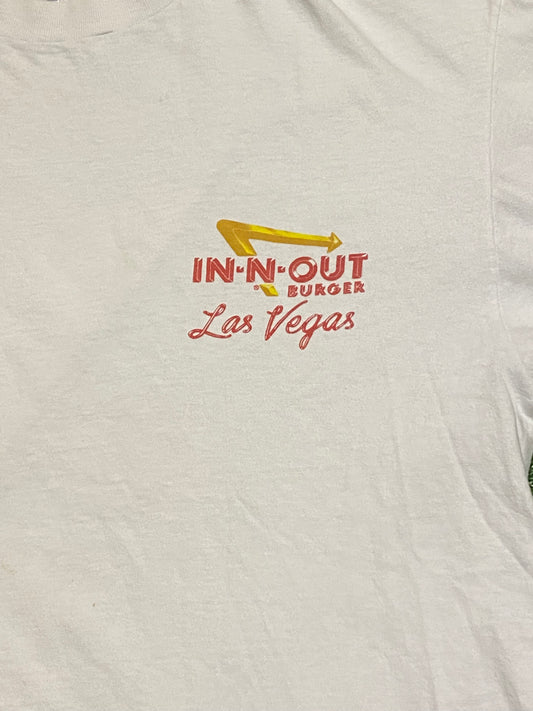 IN-N-OUT
® BURGER
Las Vegas